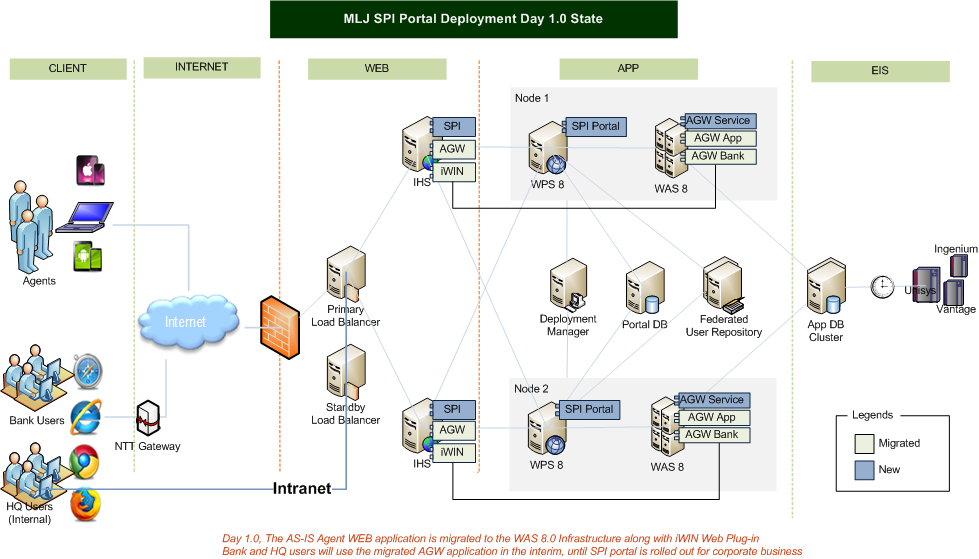 MLJ SPI Portal Deployment Day 1.0 State
CLIENT
INTERNET
WEB
APP
EIS
Node 1
SPI
AGW
iWIN
IHS
SPI Portal
WPS 8
AGW Service
AGW App
AGW Bank
WAS 8
Agents
Internet
Primary
Load Balancer
Deployment
Manager
Portal DB
Federated
User Repository
App DB
Cluster
Ingenium
Unisys
Vantage
Standby
Load Balancer
Bank Users
NTT Gateway
HQ Users
(Internal)
Intranet
Node 2
SPI
AGW
iWIN
IHS
SPI Portal
WPS 8
AGW Service
AGW App
AGW Bank
WAS 8
Legends
Migrated
New
Day 1.0, The AS-IS Agent WEB application is migrated to the WAS 8.0 Infrastructure along with iWIN Web Plug-in
Bank and HQ users will use the migrated AGW application in the interim, until SPI portal is rolled out for corporate business